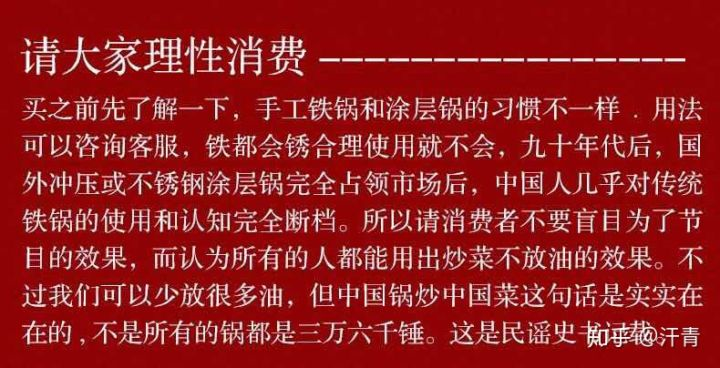 请大家理性消费 ----------------
买之前先了解一下，手工铁锅和涂层锅的习惯不一样 . 用法
可以咨询客服，铁都会锈合理使用就不会，九十年代后，国
外冲压或不锈钢涂层锅完全占领市场后，中国人几乎对传统
铁锅的使用和认知完全断档。所以请消费者不要盲目为了节
目的效果，而认为所有的人都能用出炒菜不放油的效果。不
过我们可以少放很多油，但中国锅炒中国菜这句话是实实在
在的 , 不是所有的锅都是三万六千锤。这是民谣史书记载。
知乎 @汗青